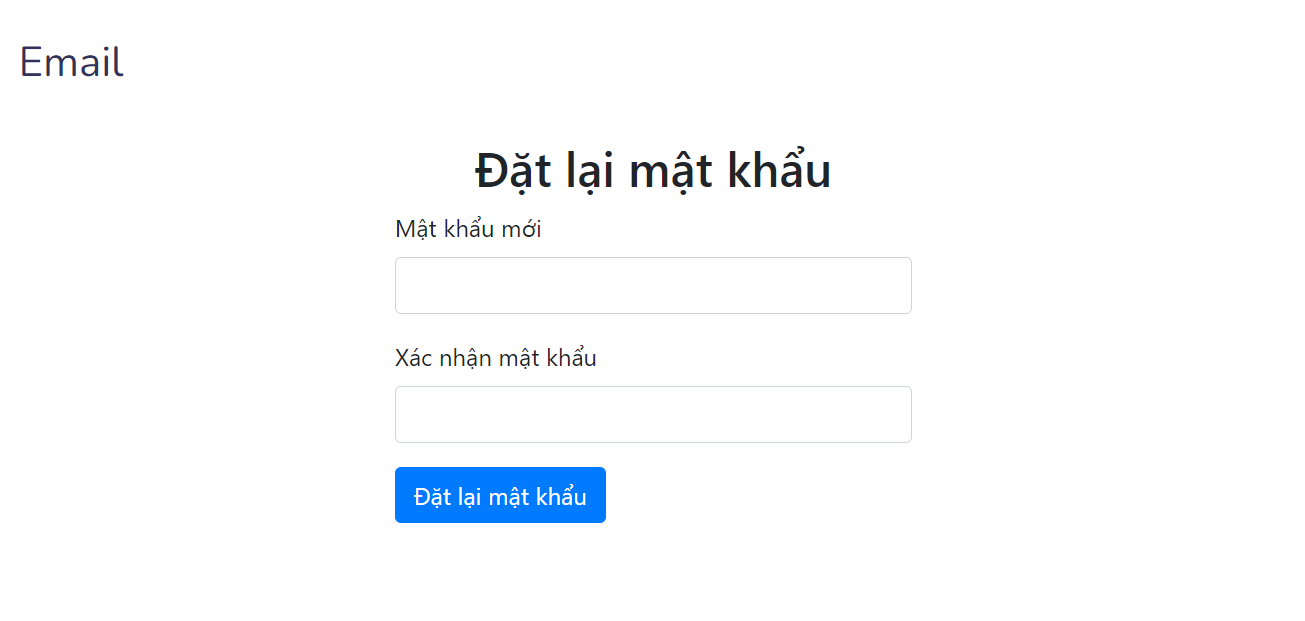 Email
Đặt lại mật khẩu
Mật khẩu mới
Xác nhận mật khẩu
Đặt lại mật khẩu